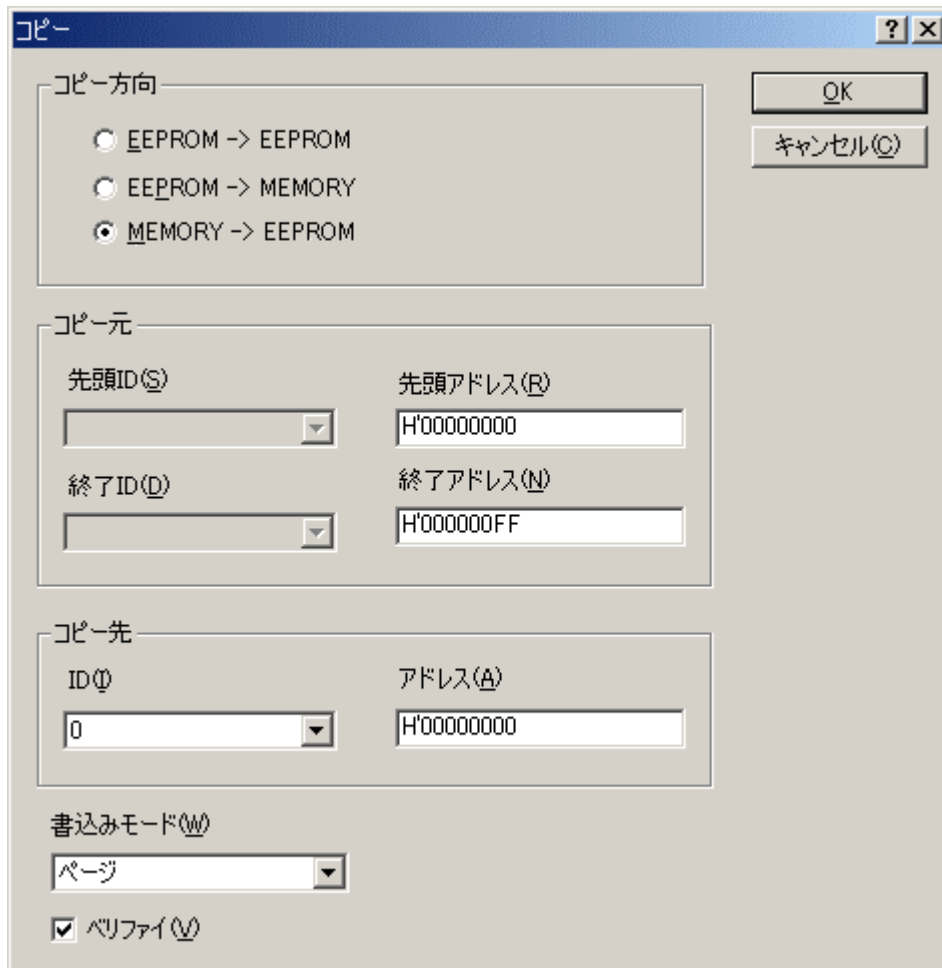 コピー
コピー方向
EEPROM -> EEPROM
EEPROM -> MEMORY
MEMORY -> EEPROM
OK
キャンセル(C)
コピー元
先頭ID(S)
先頭アドレス(R)
H'00000000
終了ID(D)
終了アドレス(N)
H'000000FF
コピー先
ID(I)
アドレス(A)
0
H'00000000
書込みモード(W)
ページ
ベリファイ(V)